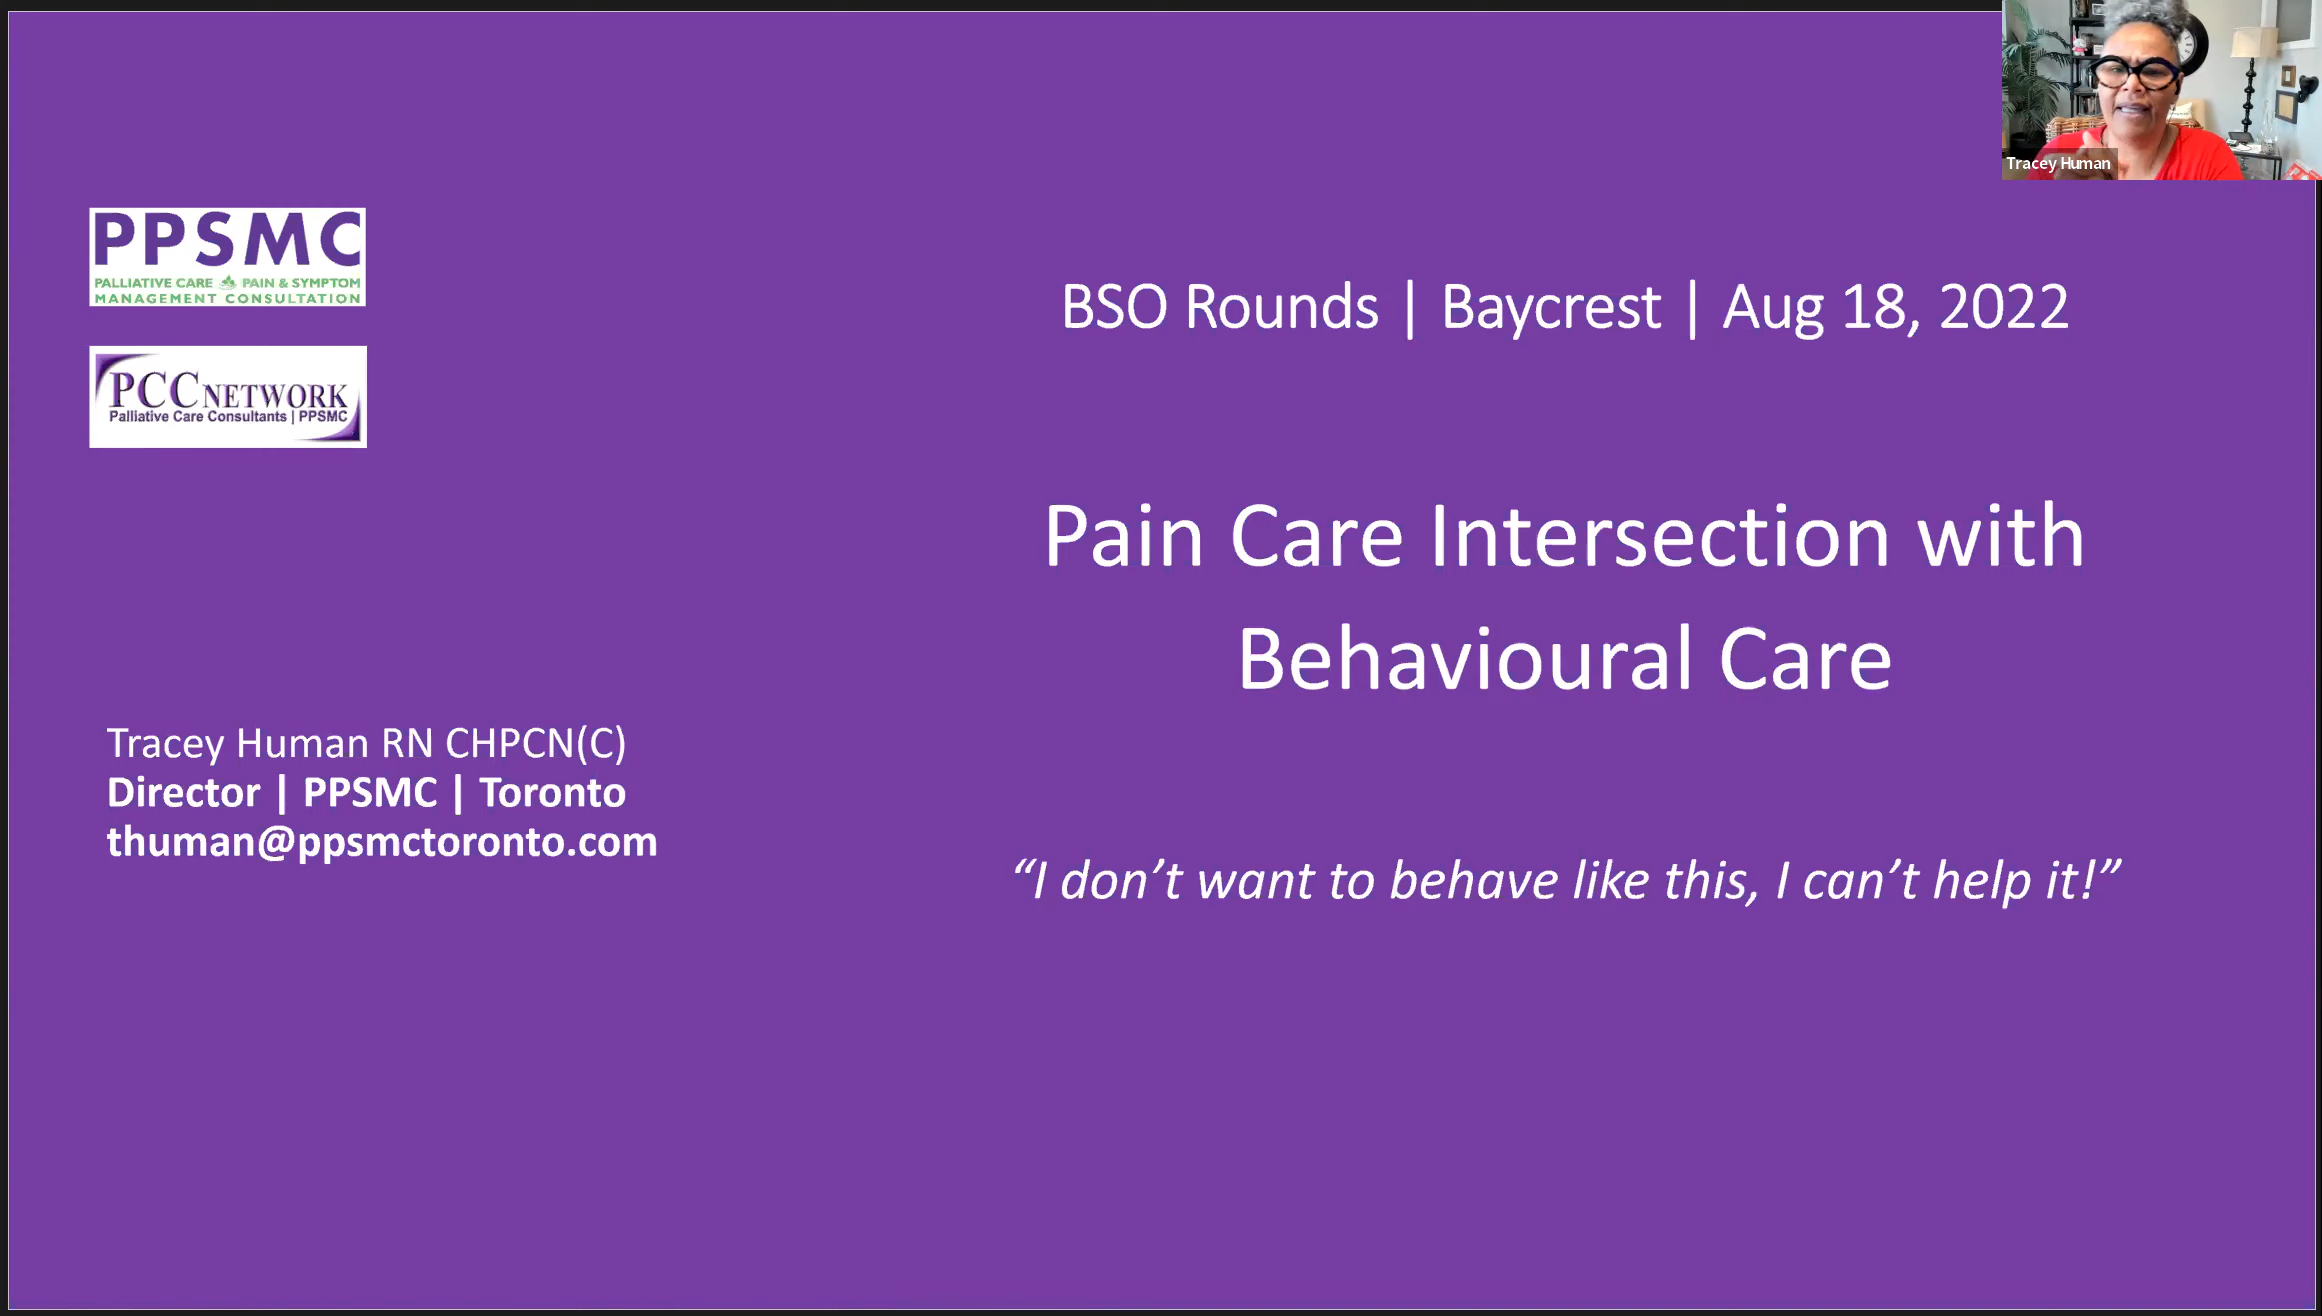 Tracey Human
PPSMC
PALLIATIVE CARE PAIN & SYMPTOM
MANAGEMENT CONSULTATION
PCC NETWORK
Palliative Care Consultants | PPSMC
BSO Rounds | Baycrest | Aug 18, 2022
Pain Care Intersection with
Behavioural Care
Tracey Human RN CHPCN(C)
Director | PPSMC | Toronto
thuman@ppsmctoronto.com
“I don’t want to behave like this, I can’t help it!”